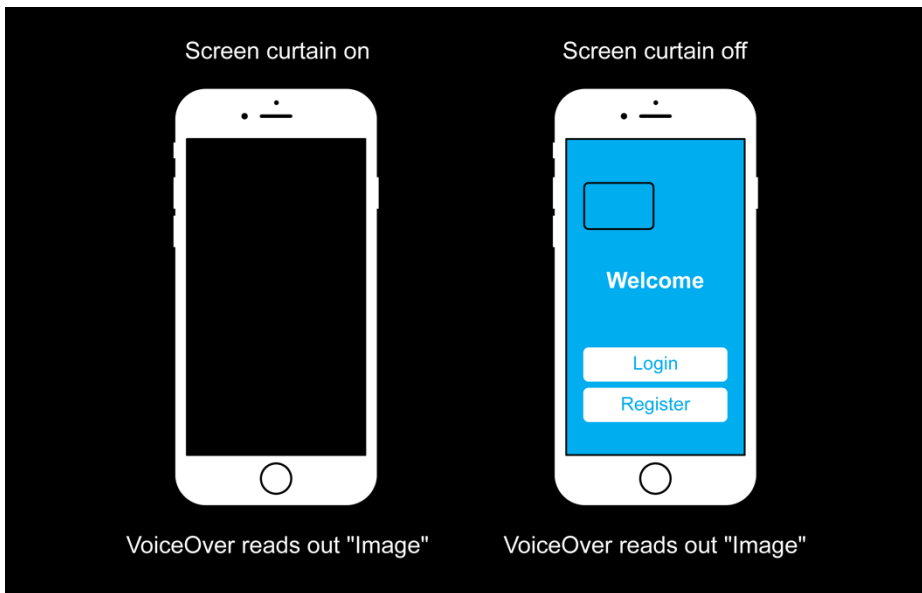 Screen curtain on
Screen curtain off
Welcome
Login
Register
VoiceOver reads out "Image"
VoiceOver reads out "Image"